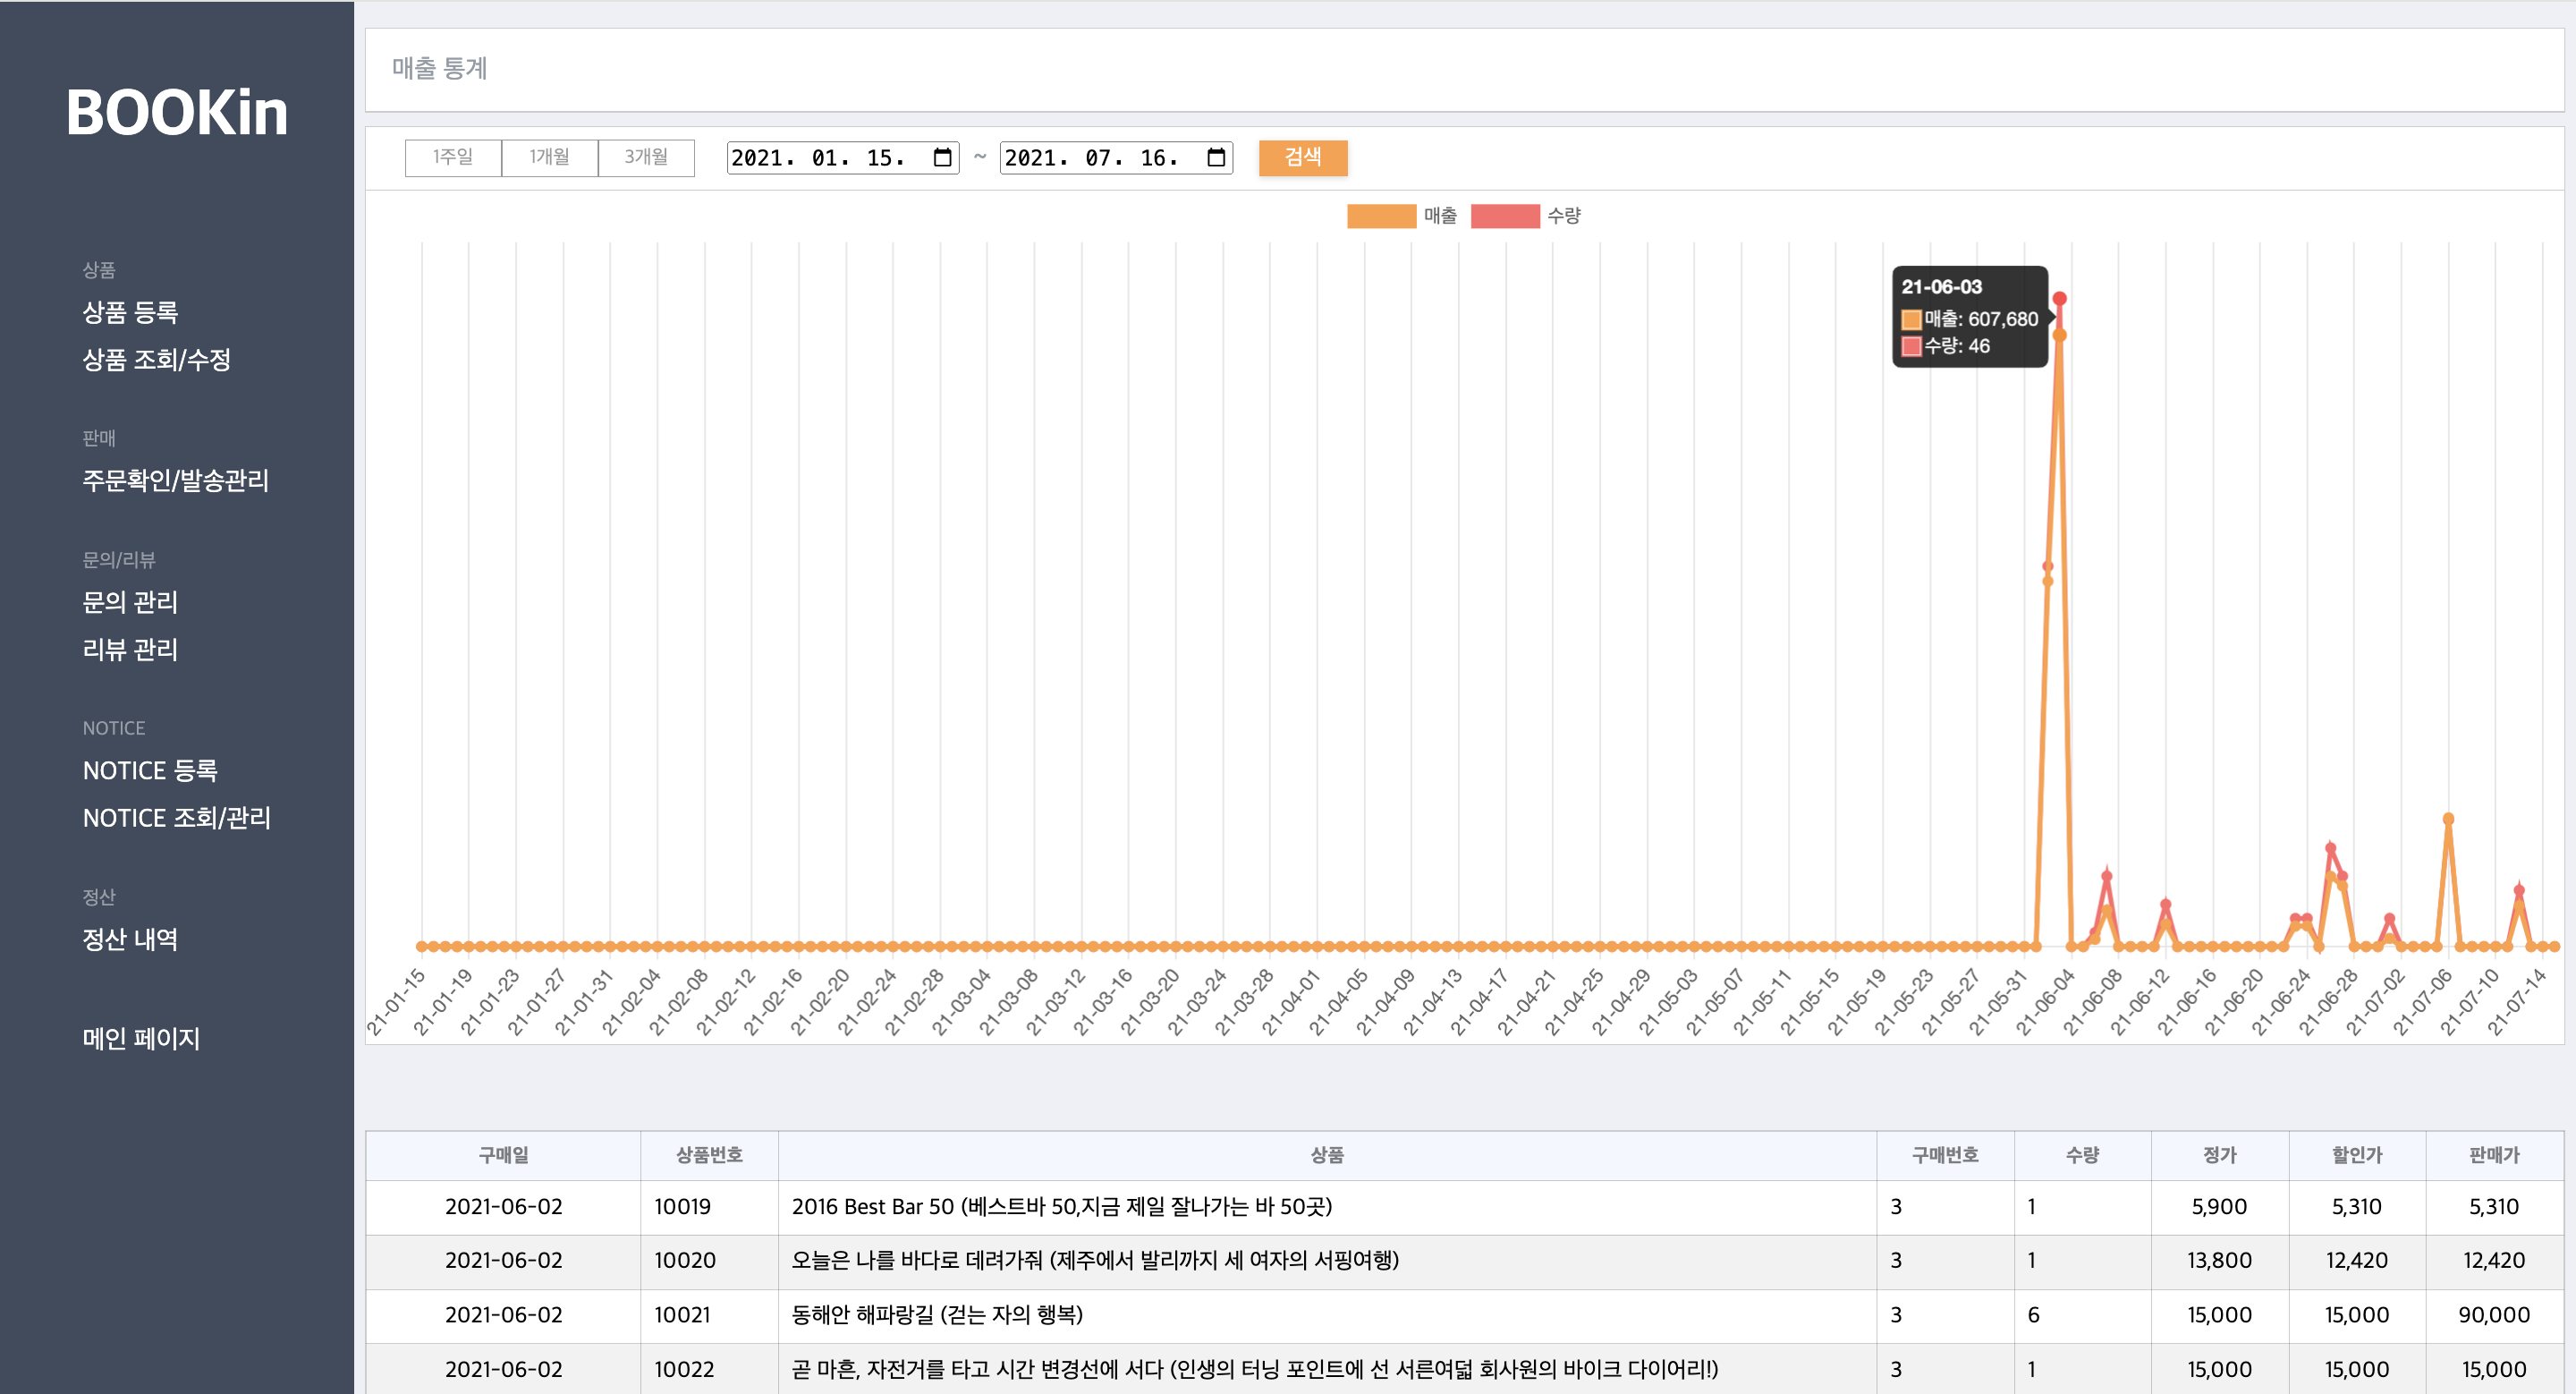 BOOKin
상품
상품 등록
상품 조회/수정
판매
주문확인/발송관리
문의/리뷰
문의 관리
리뷰 관리
NOTICE
NOTICE 등록
NOTICE 조회/관리
정산
정산 내역
메인 페이지
매출 통계
1주일 1개월 3개월 2021. 01. 15. ~ 2021. 07. 16. 검색
매출 수량
21-06-03
매출: 607,680
수량: 46
21-01-15 21-01-19 21-01-23 21-01-27 21-01-31 21-02-04 21-02-08 21-02-12 21-02-16 21-02-20 21-02-24 21-02-28 21-03-04 21-03-08 21-03-12 21-03-16 21-03-20 21-03-24 21-03-28 21-04-01 21-04-05 21-04-09 21-04-13 21-04-17 21-04-21 21-04-25 21-04-29 21-05-03 21-05-07 21-05-11 21-05-15 21-05-19 21-05-23 21-05-27 21-05-31 21-06-04 21-06-08 21-06-12 21-06-16 21-06-20 21-06-24 21-06-28 21-07-02 21-07-06 21-07-10 21-07-14
구매일 상품번호 상품 구매번호 수량 정가 할인가 판매가
2021-06-02 10019 2016 Best Bar 50 (베스트바 50,지금 제일 잘나가는 바 50곳) 3 1 5,900 5,310 5,310
2021-06-02 10020 오늘은 나를 바다로 데려가줘 (제주에서 발리까지 세 여자의 서핑여행) 3 1 13,800 12,420 12,420
2021-06-02 10021 동해안 해파랑길 (걷는 자의 행복) 3 6 15,000 15,000 90,000
2021-06-02 10022 곧 마흔, 자전거를 타고 시간 변경선에 서다 (인생의 터닝 포인트에 선 서른여덟 회사원의 바이크 다이어리!) 3 1 15,000 15,000 15,000